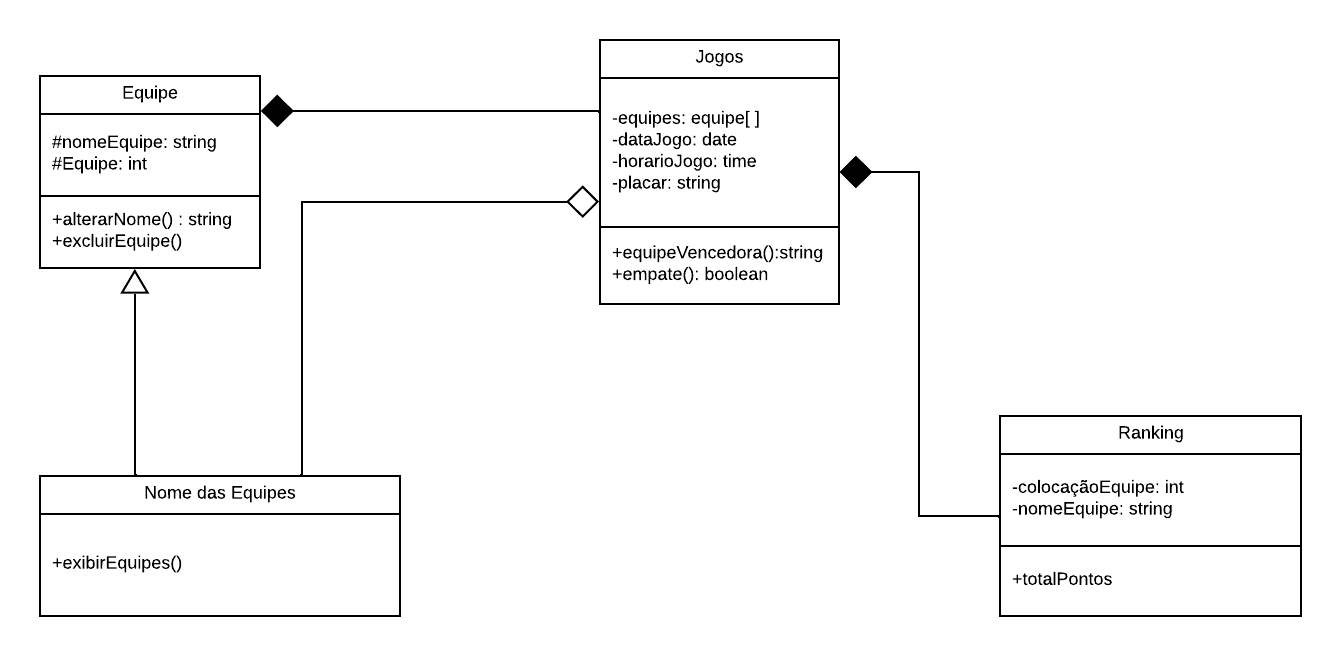 Equipe
#nomeEquipe: string
#Equipe: int
+alterarNome() : string
+excluirEquipe()
Jogos
-equipes: equipe[ ]
-dataJogo: date
-horarioJogo: time
-placar: string
+equipeVencedora():string
+empate(): boolean
Nome das Equipes
+exibirEquipes()
Ranking
-colocaçãoEquipe: int
-nomeEquipe: string
+totalPontos